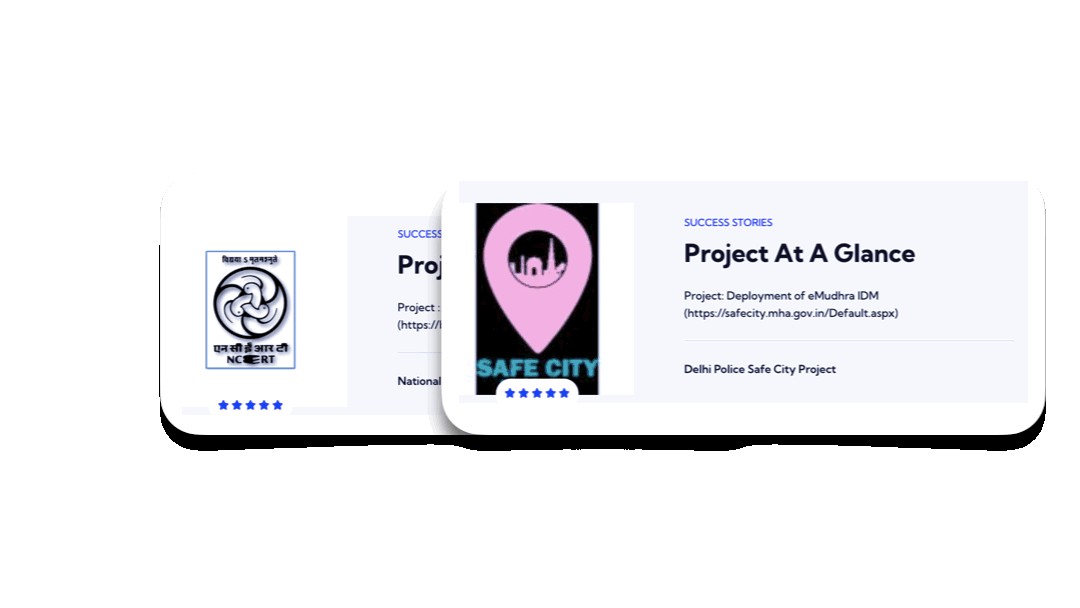 विद्यया ऽ मृतमश्नुते
एन सी ई आर टी
NCERT
SUCCESS
Proj
Project :
(https://
National
SAFE CITY
SUCCESS STORIES
Project At A Glance
Project: Deployment of eMudhra IDM
(https://safecity.mha.gov.in/Default.aspx)
Delhi Police Safe City Project